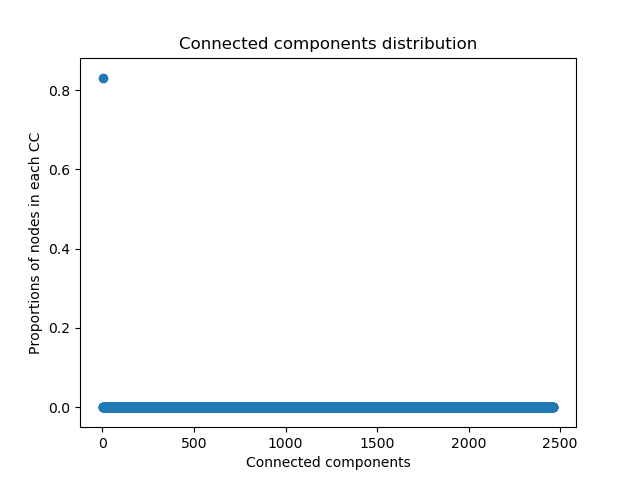 Connected components distribution
Proportions of nodes in each CC
0.8
0.6
0.4
0.2
0.0
0 500 1000 1500 2000 2500
Connected components